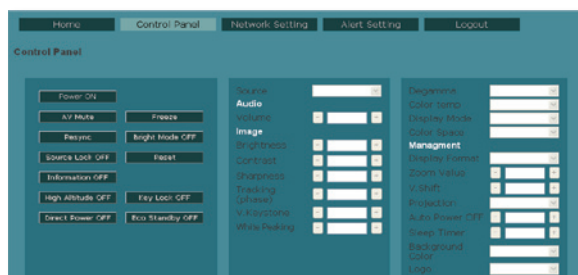 Home Control Panel Network Setting Alert Setting Logout
Control Panel
Power ON
AV Mute Freeze
Resync Bright Mode OFF
Source Lock OFF Reset
Information OFF
High Altitude OFF Key Lock OFF
Direct Power OFF Eco Standby OFF
Source
Audio
Volume
Image
Brightness
Contrast
Sharpness
Tracking
(phase)
V.Keystone
White Peaking
Degamma
Color temp
Display Mode
Color Space
Managment
Display Format
Zoom Value
V.Shift
Projection
Auto Power OFF
Sleep Timer
Background
Color
Logo